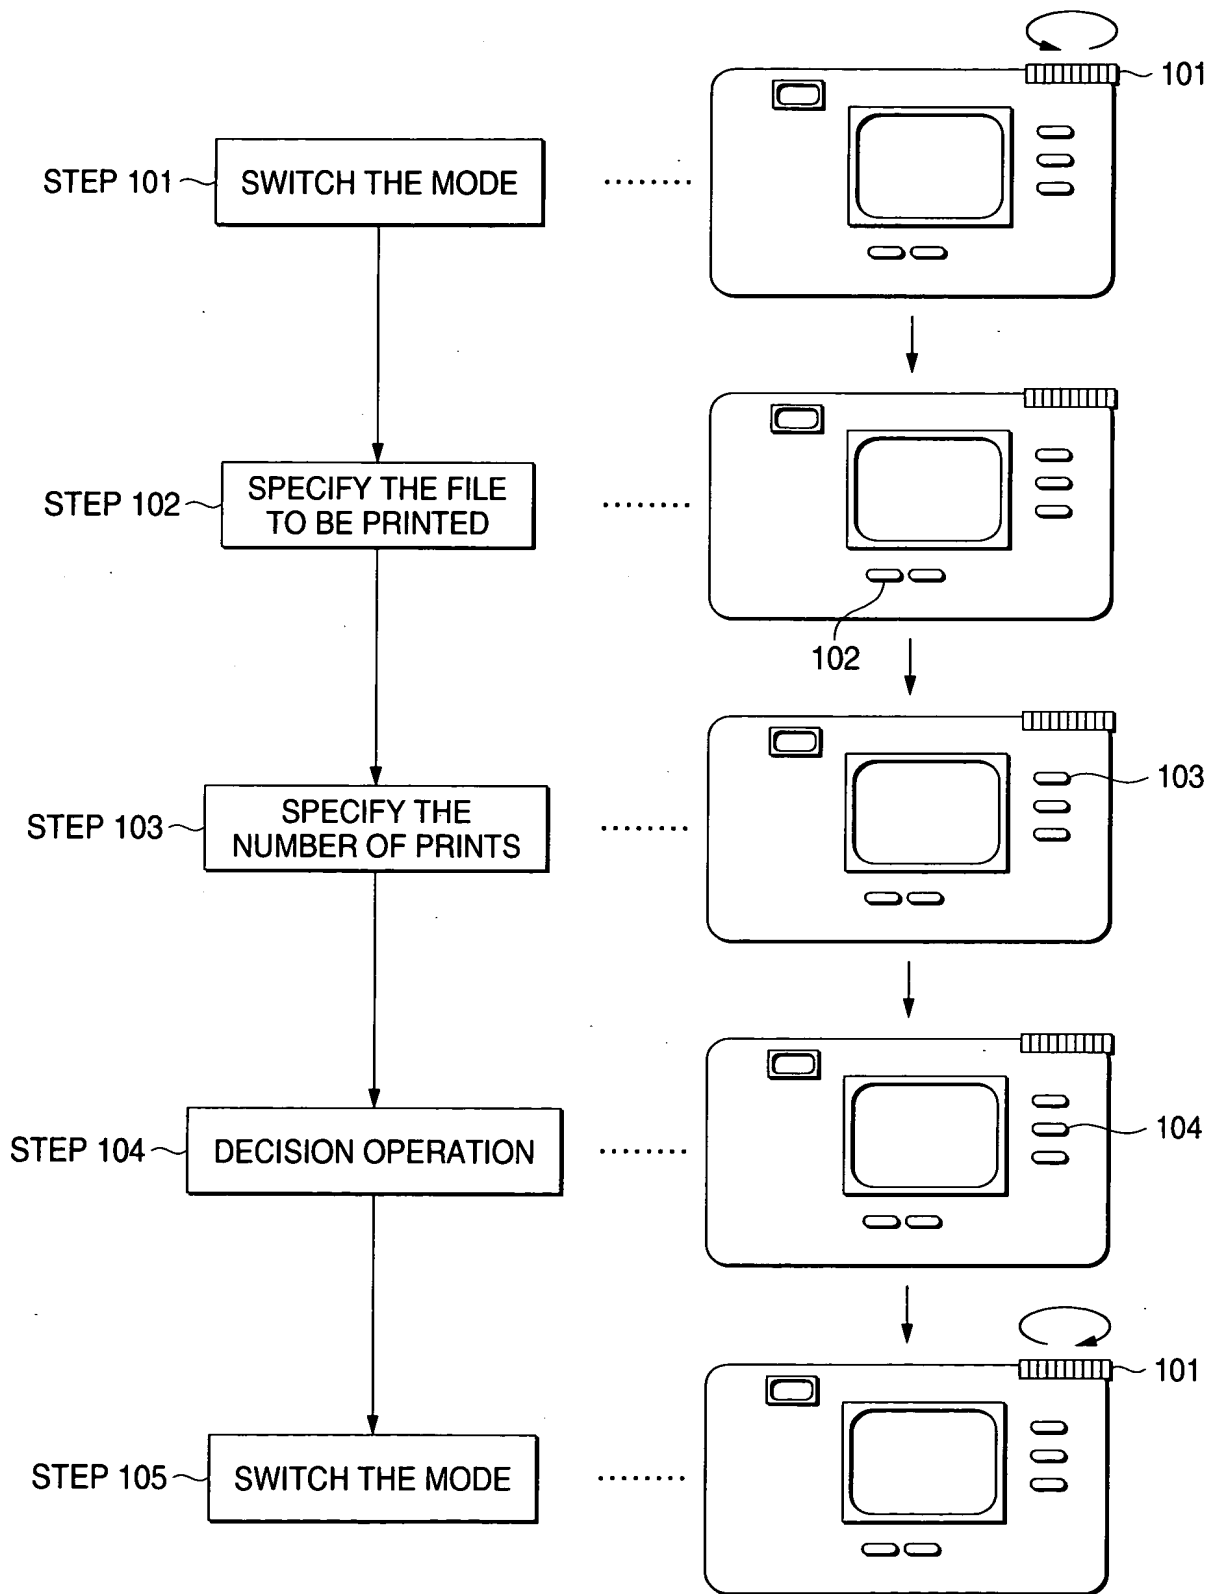 101
STEP 101
SWITCH THE MODE
STEP 102
SPECIFY THE FILE
TO BE PRINTED
102
STEP 103
SPECIFY THE
NUMBER OF PRINTS
103
STEP 104
DECISION OPERATION
104
101
STEP 105
SWITCH THE MODE